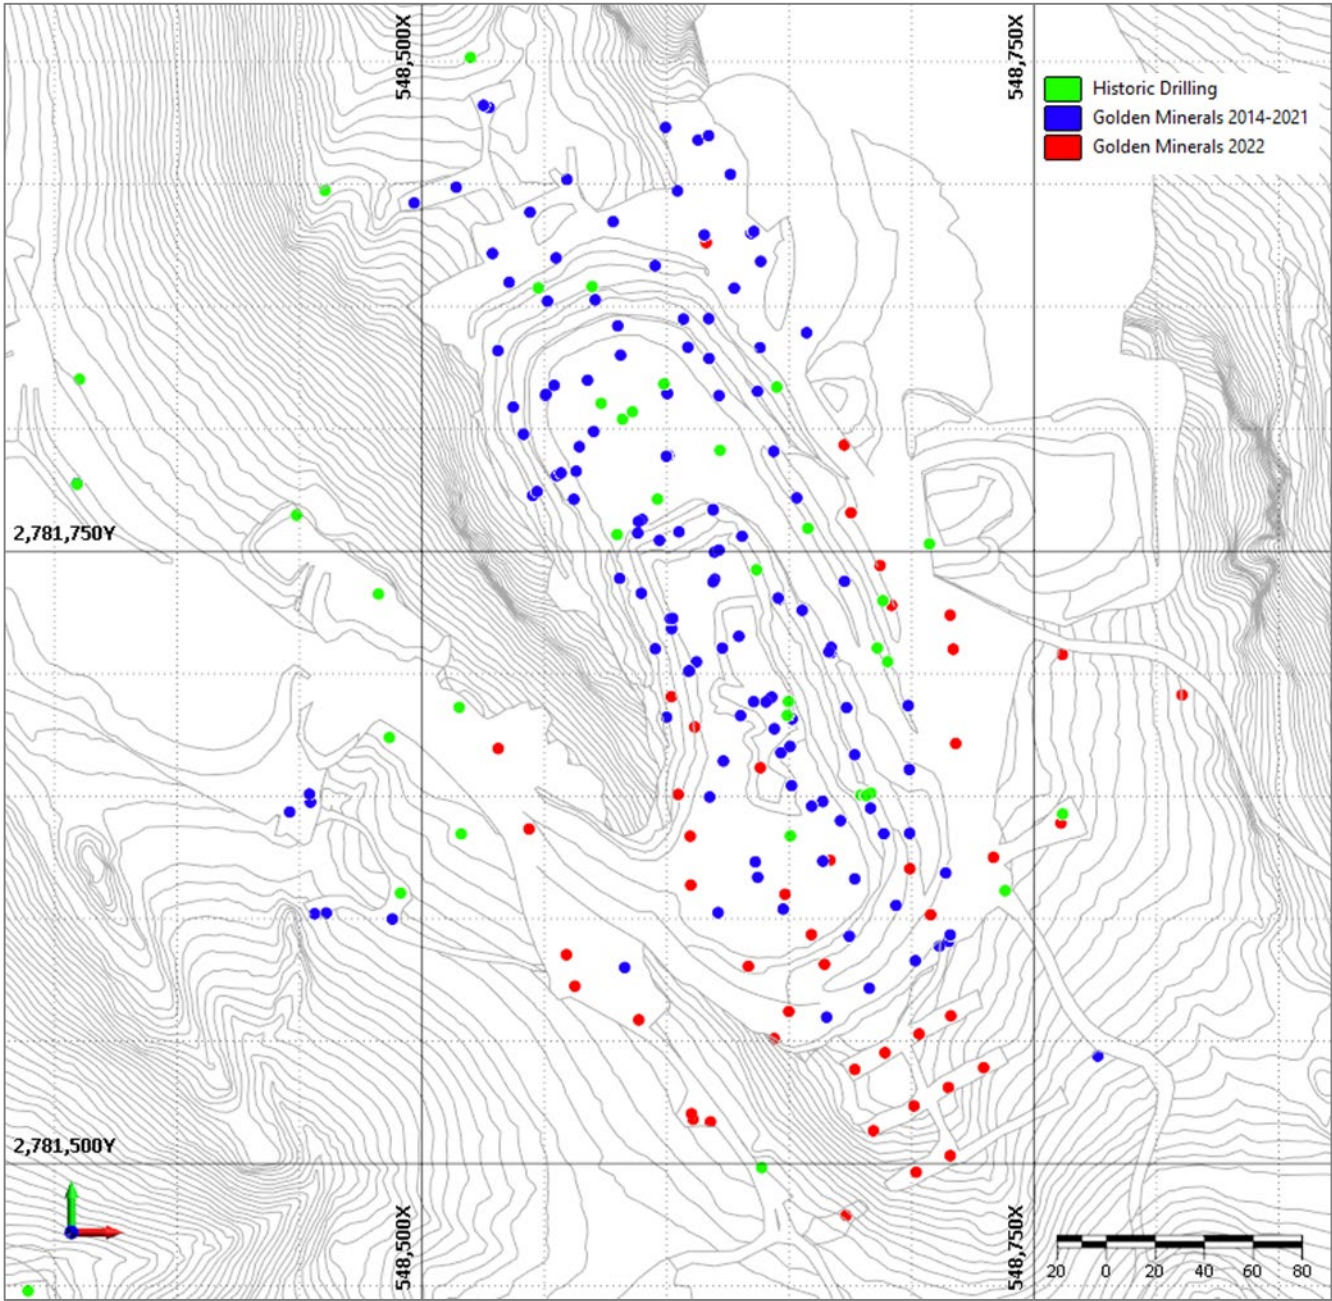 548,500X
548,750X
Historic Drilling
Golden Minerals 2014-2021
Golden Minerals 2022
2,781,750Y
2,781,500Y
548,500X
548,750X
20 0 20 40 60 80